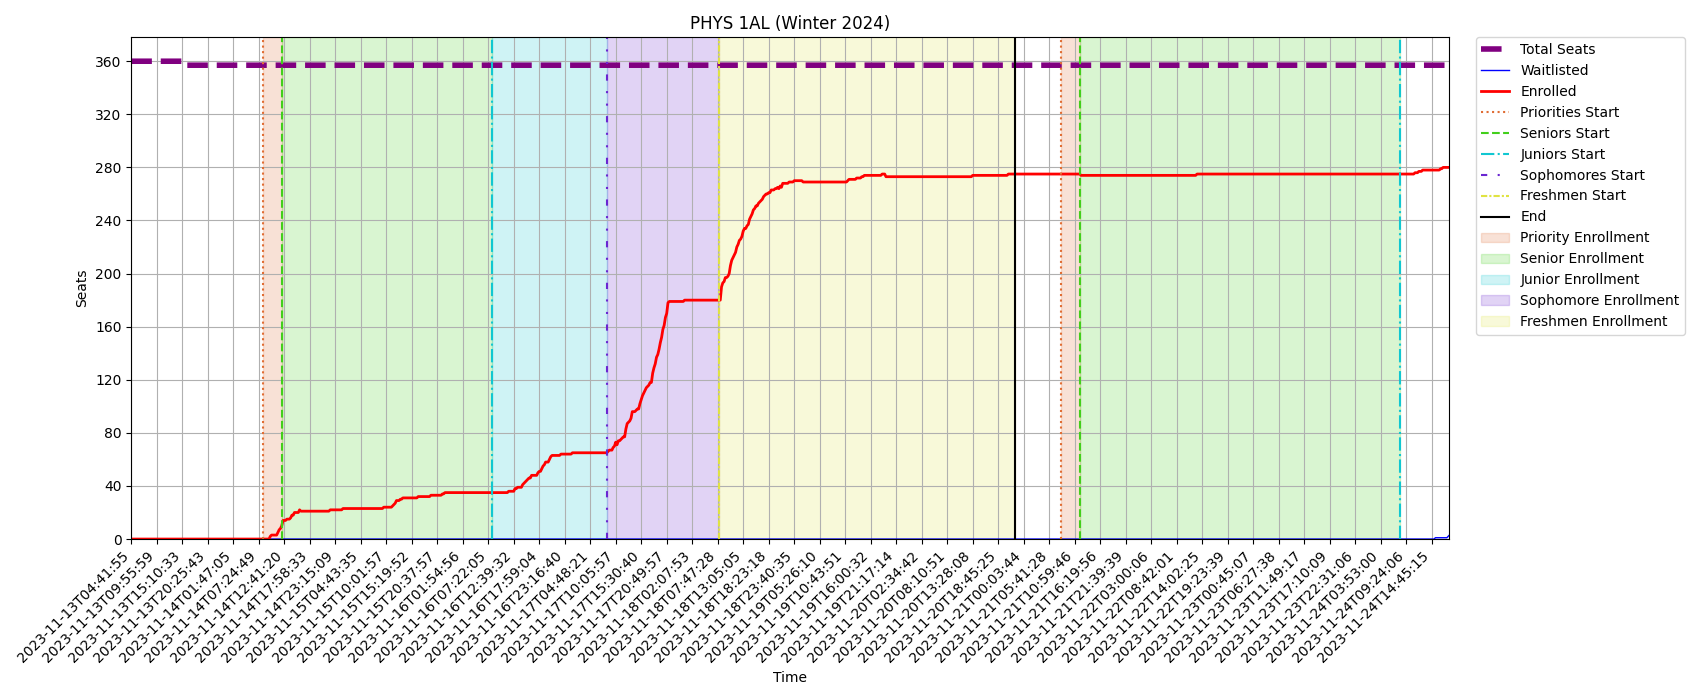 PHYS 1AL (Winter 2024)
Seats
360
320
280
240
200
160
120
80
40
0
2023-11-13T04:41:55
2023-11-13T09:55:59
2023-11-13T15:10:33
2023-11-13T20:25:43
2023-11-14T01:47:05
2023-11-14T07:24:49
2023-11-14T12:41:20
2023-11-14T17:58:33
2023-11-14T23:15:09
2023-11-15T04:43:35
2023-11-15T10:01:57
2023-11-15T15:19:52
2023-11-15T20:37:57
2023-11-16T01:54:56
2023-11-16T07:22:05
2023-11-16T12:39:32
2023-11-16T17:59:04
2023-11-16T23:16:40
2023-11-17T04:48:21
2023-11-17T10:05:57
2023-11-17T15:30:40
2023-11-17T20:49:57
2023-11-18T02:07:53
2023-11-18T07:47:28
2023-11-18T13:05:05
2023-11-18T18:23:18
2023-11-18T23:40:35
2023-11-19T05:26:10
2023-11-19T10:43:51
2023-11-19T16:00:32
2023-11-19T21:17:14
2023-11-20T02:34:42
2023-11-20T08:10:51
2023-11-20T13:28:08
2023-11-20T18:45:25
2023-11-21T00:03:44
2023-11-21T05:41:28
2023-11-21T10:59:46
2023-11-21T16:19:56
2023-11-21T21:39:39
2023-11-22T03:00:06
2023-11-22T08:42:01
2023-11-22T14:02:25
2023-11-22T19:23:39
2023-11-23T00:45:07
2023-11-23T06:27:38
2023-11-23T11:49:17
2023-11-23T17:10:09
2023-11-23T22:31:06
2023-11-24T03:53:00
2023-11-24T09:24:06
2023-11-24T14:45:15
Time
Total Seats
Waitlisted
Enrolled
Priorities Start
Seniors Start
Juniors Start
Sophomores Start
Freshmen Start
End
Priority Enrollment
Senior Enrollment
Junior Enrollment
Sophomore Enrollment
Freshmen Enrollment